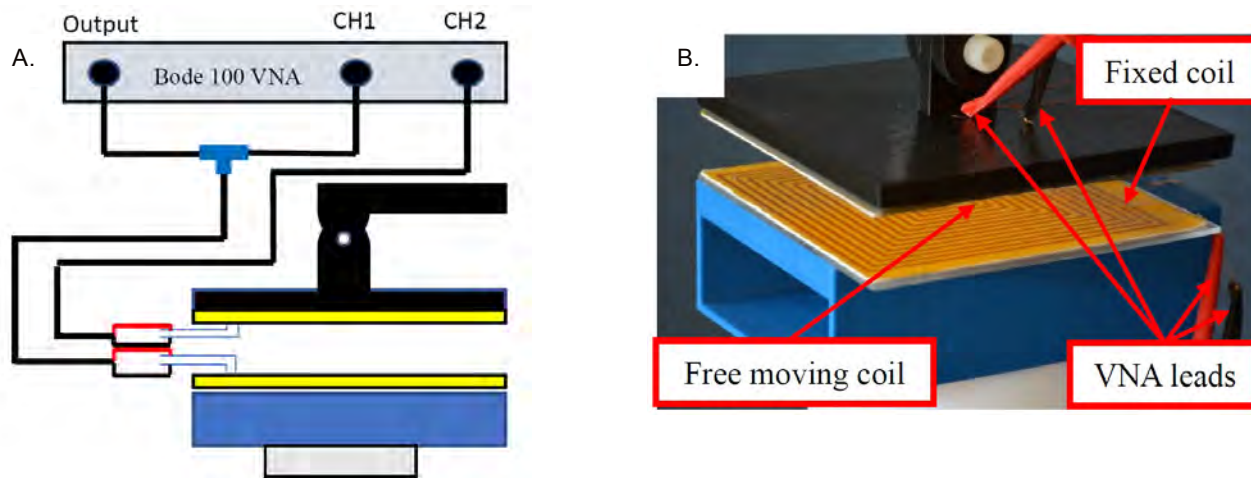 A.
Output
CH1
CH2
Bode 100 VNA
B.
Fixed coil
Free moving coil
VNA leads